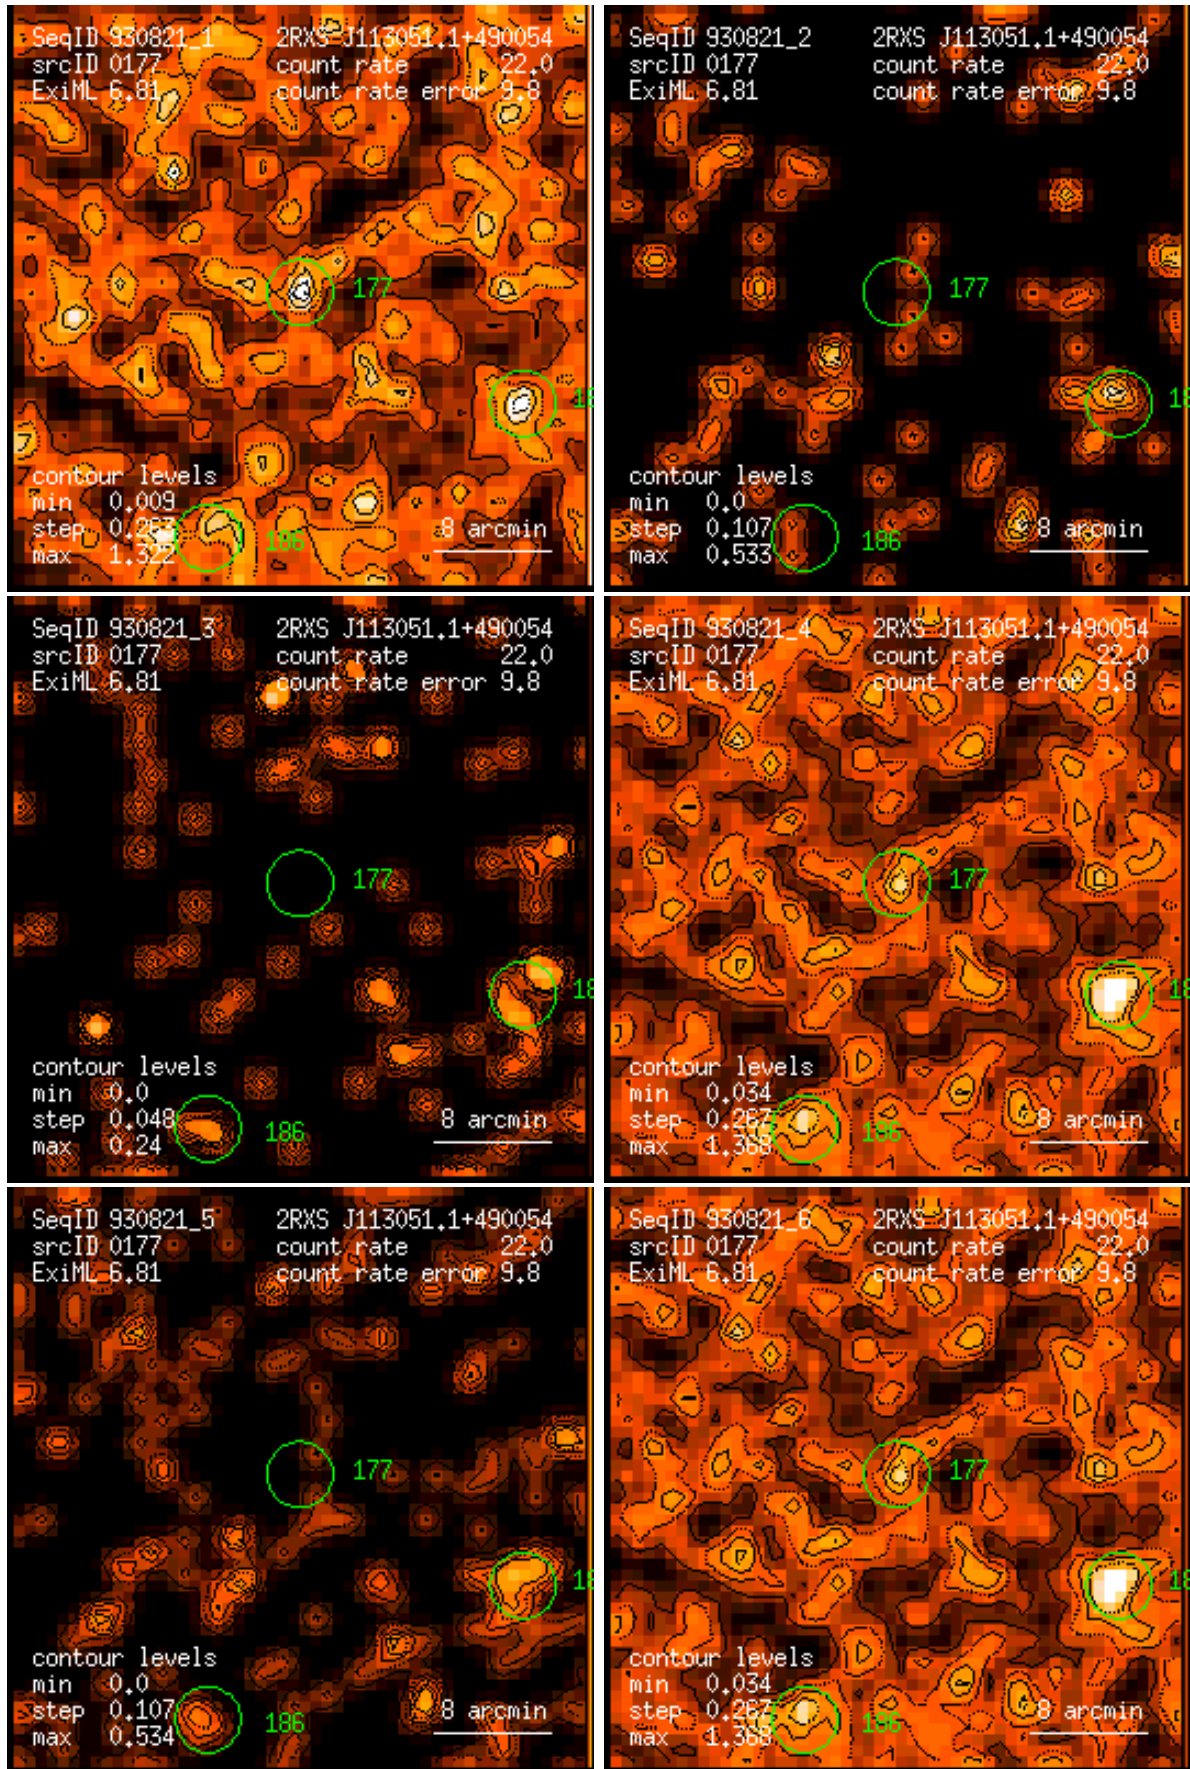 SeqID 930821_1 2RXS J113051.1+490054
srcID 0177 count rate 22.0
ExiML 6.81 count rate error 9.8
177
18
contour levels
min 0.009
step 0.263
max 1.322
186
8 arcmin
SeqID 930821_2 2RXS J113051.1+490054
srcID 0177 count rate 22.0
ExiML 6.81 count rate error 9.8
177
18
contour levels
min 0.0
step 0.107
max 0.533
186
8 arcmin
SeqID 930821_3 2RXS J113051.1+490054
srcID 0177 count rate 22.0
ExiML 6.81 count rate error 9.8
177
18
contour levels
min 0.0
step 0.048
max 0.24
186
8 arcmin
SeqID 930821_4 2RXS J113051.1+490054
srcID 0177 count rate 22.0
ExiML 6.81 count rate error 9.8
177
18
contour levels
min 0.034
step 0.267
max 1.368
186
8 arcmin
SeqID 930821_5 2RXS J113051.1+490054
srcID 0177 count rate 22.0
ExiML 6.81 count rate error 9.8
177
18
contour levels
min 0.0
step 0.107
max 0.534
186
8 arcmin
SeqID 930821_6 2RXS J113051.1+490054
srcID 0177 count rate 22.0
ExiML 6.81 count rate error 9.8
177
18
contour levels
min 0.034
step 0.267
max 1.368
186
8 arcmin